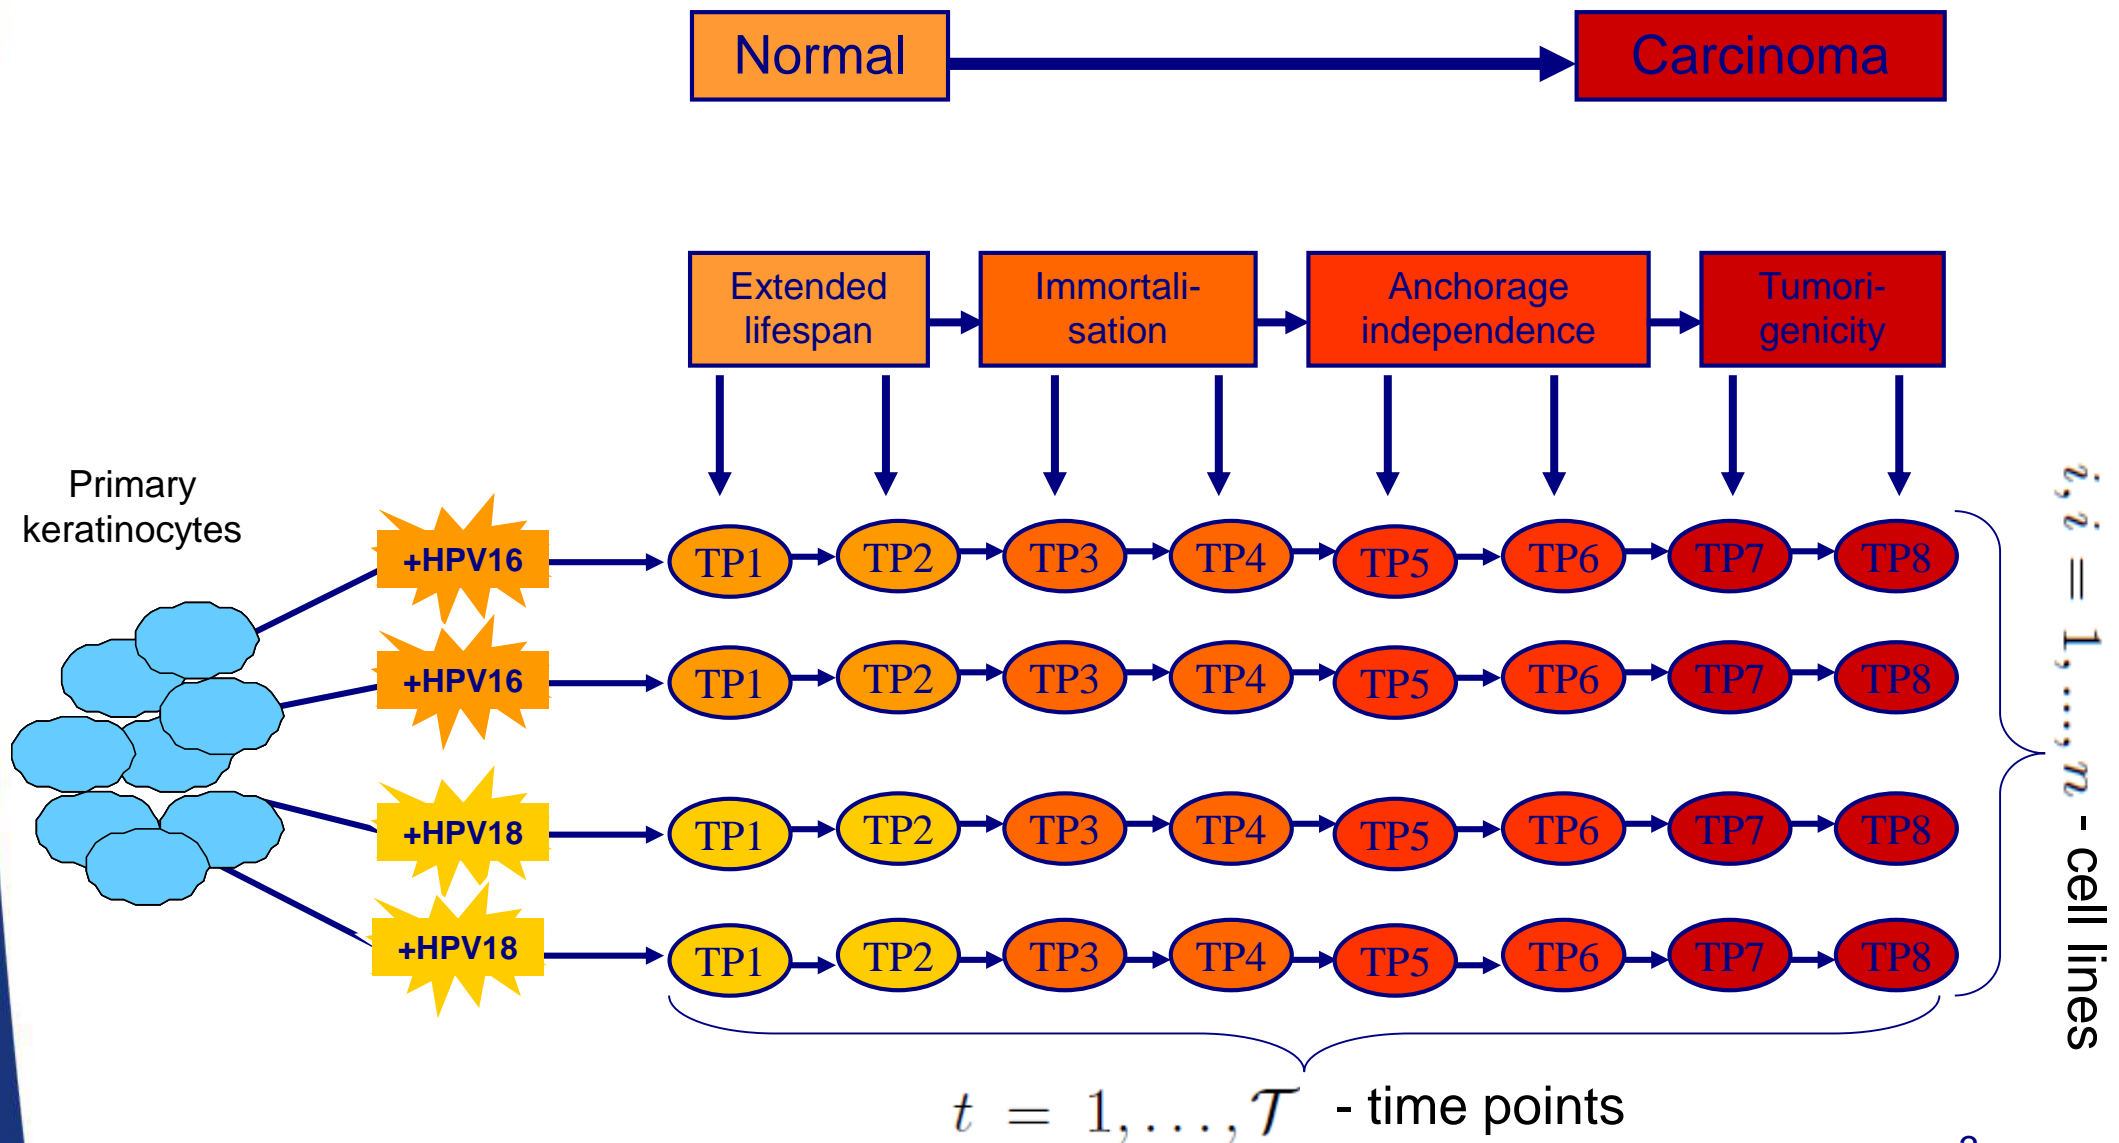 Normal
Carcinoma
Extended
lifespan
Immortali-
sation
Anchorage
independence
Tumori-
genicity
Primary
keratinocytes
+HPV16
TP1 TP2 TP3 TP4 TP5 TP6 TP7 TP8
+HPV16
TP1 TP2 TP3 TP4 TP5 TP6 TP7 TP8
+HPV18
TP1 TP2 TP3 TP4 TP5 TP6 TP7 TP8
+HPV18
TP1 TP2 TP3 TP4 TP5 TP6 TP7 TP8
i, i = 1, ..., n - cell lines
t = 1, . . . , 𝒯 - time points